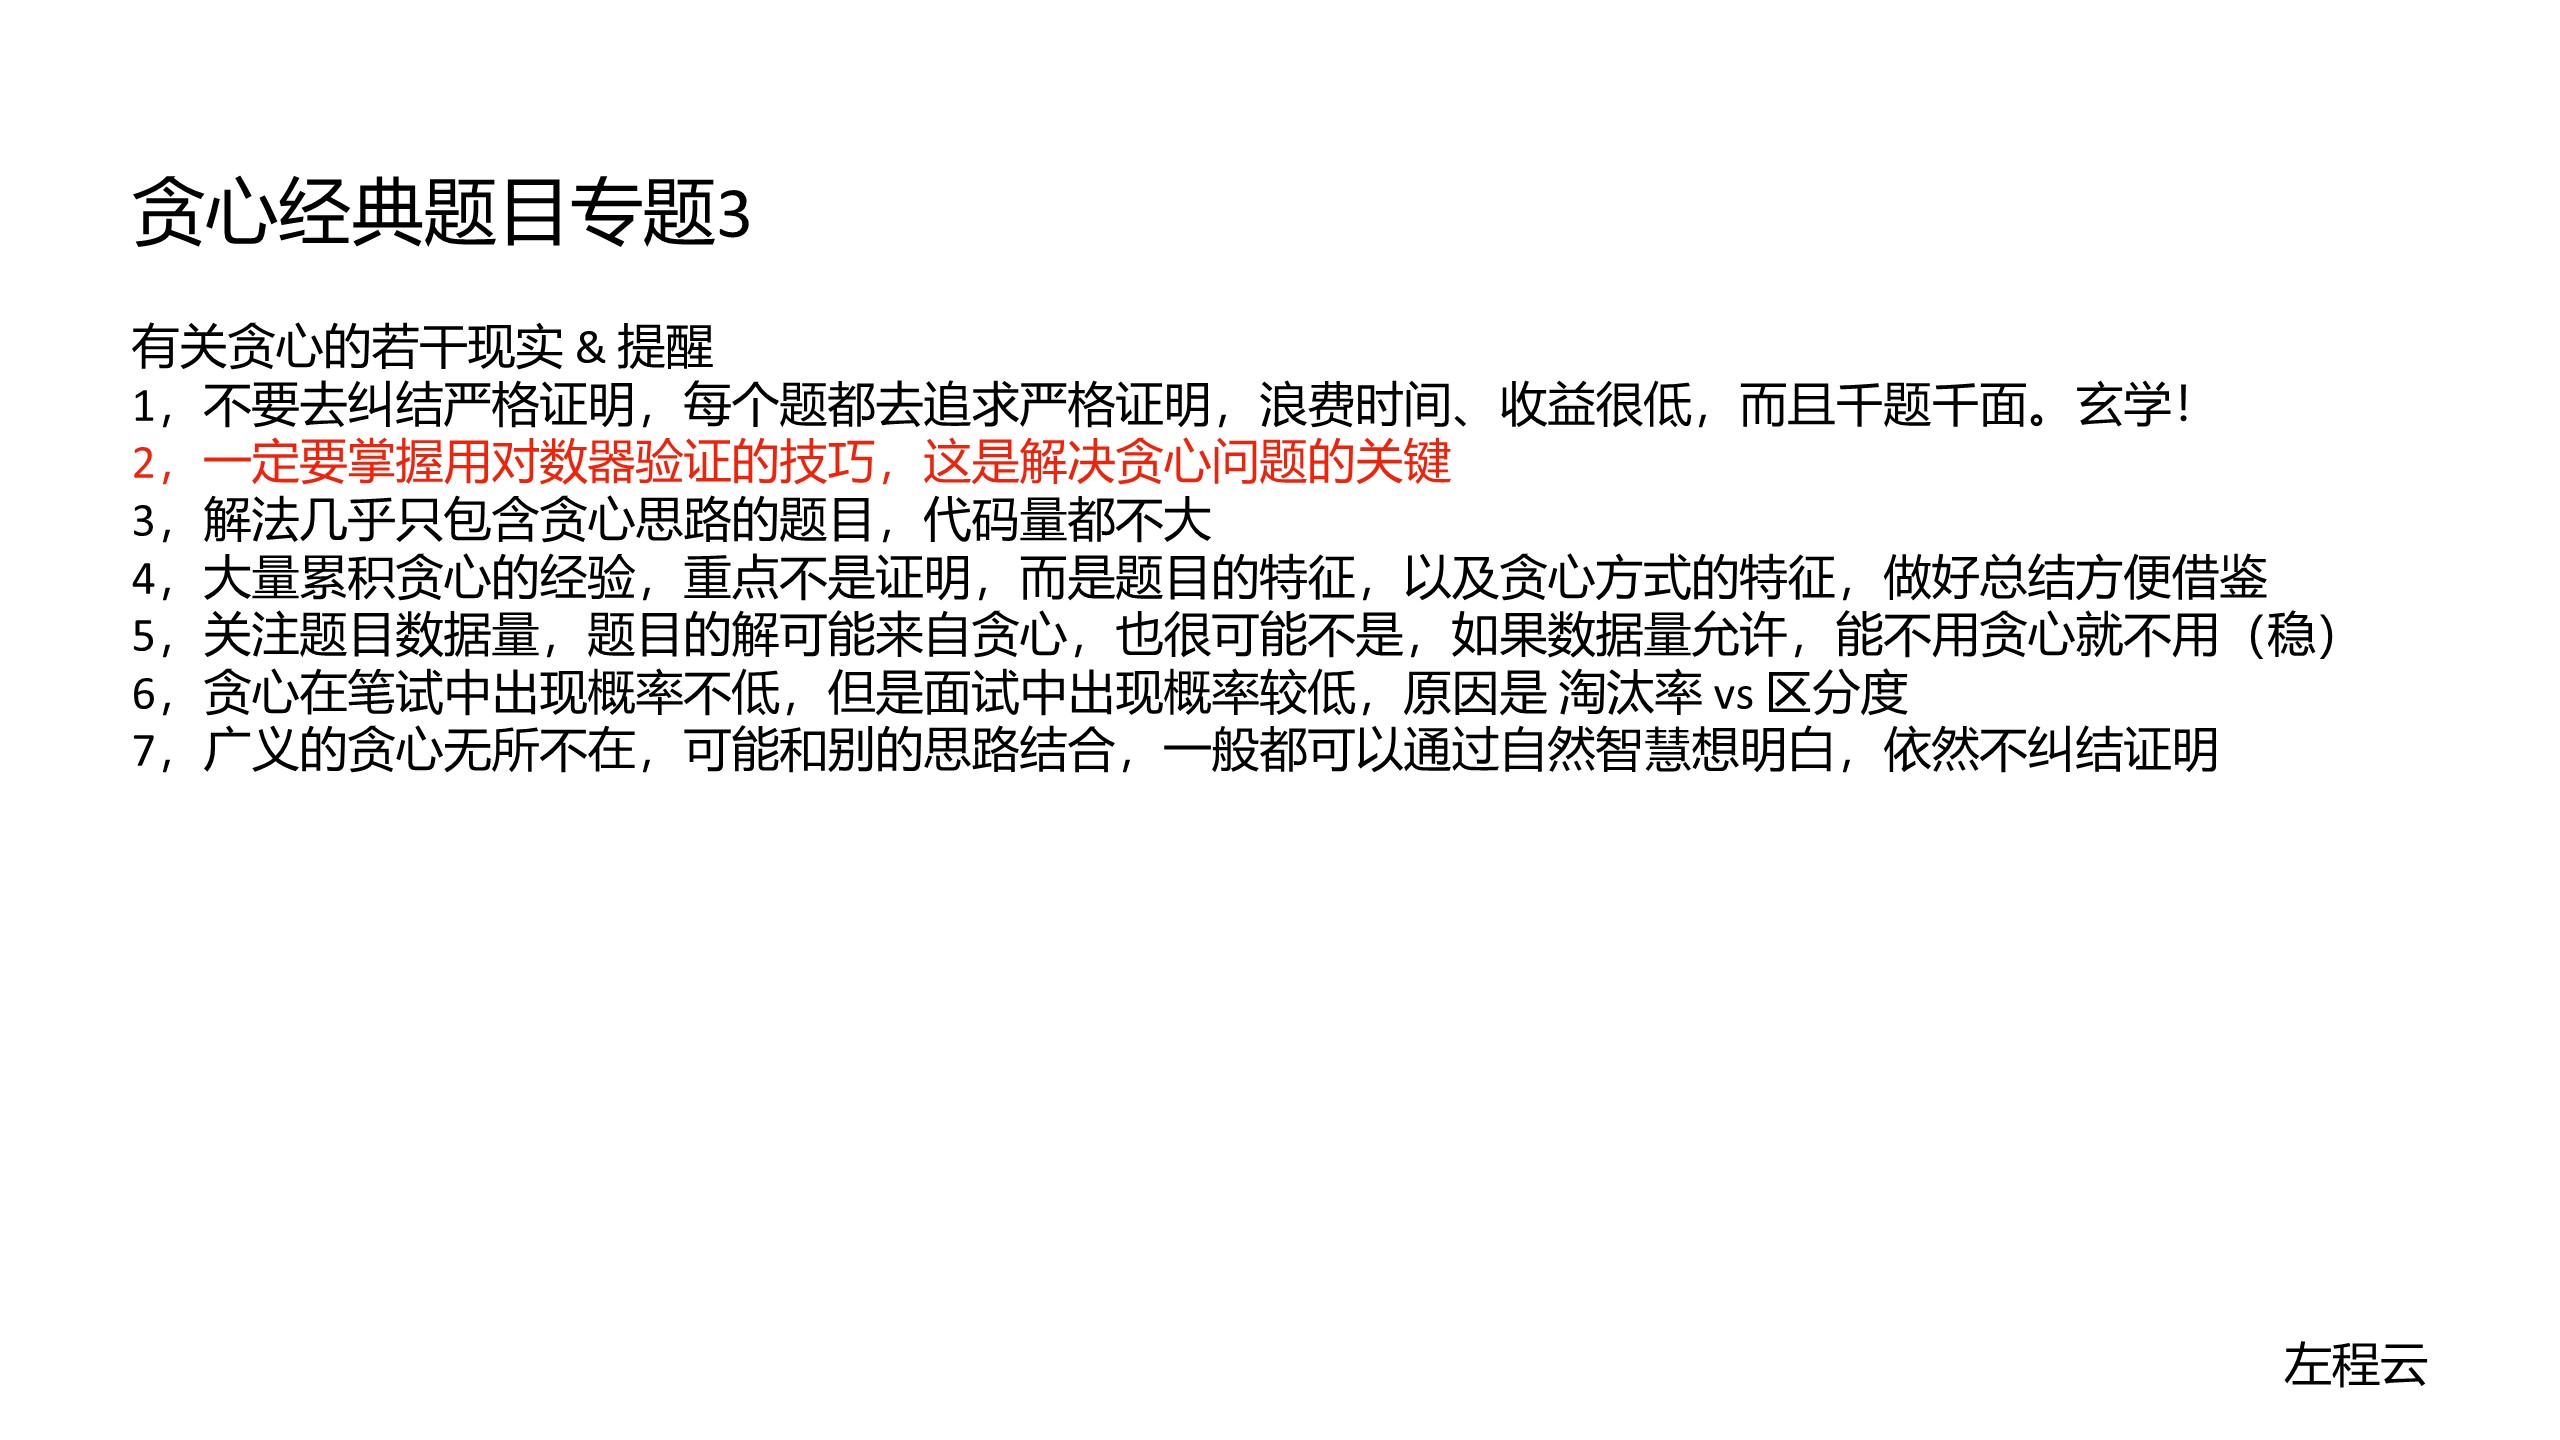 贪心经典题目专题3
有关贪心的若干现实 & 提醒
1，不要去纠结严格证明，每个题都去追求严格证明，浪费时间、收益很低，而且千题千面。玄学！
2，一定要掌握用对数器验证的技巧，这是解决贪心问题的关键
3，解法几乎只包含贪心思路的题目，代码量都不大
4，大量累积贪心的经验，重点不是证明，而是题目的特征，以及贪心方式的特征，做好总结方便借鉴
5，关注题目数据量，题目的解可能来自贪心，也很可能不是，如果数据量允许，能不用贪心就不用（稳）
6，贪心在笔试中出现概率不低，但是面试中出现概率较低，原因是 淘汰率 vs 区分度
7，广义的贪心无所不在，可能和别的思路结合，一般都可以通过自然智慧想明白，依然不纠结证明
左程云